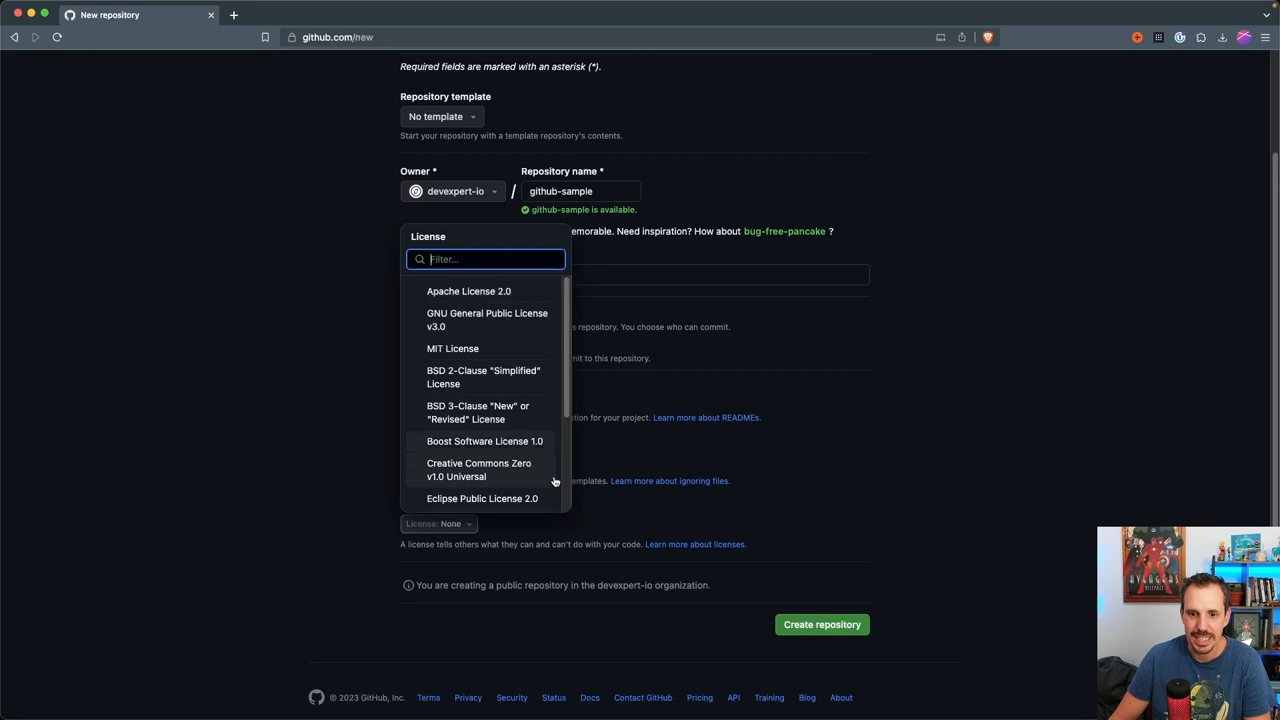 New repository
github.com/new
Required fields are marked with an asterisk (*).
Repository template
No template
Start your repository with a template repository's contents.
Owner *
Repository name *
devexpert-io
/
github-sample
github-sample is available.
emorable. Need inspiration? How about bug-free-pancake ?
License
Filter...
Apache License 2.0
GNU General Public License
v3.0
s repository. You choose who can commit.
MIT License
mit to this repository.
BSD 2-Clause "Simplified"
License
BSD 3-Clause "New" or
"Revised" License
tion for your project. Learn more about READMEs.
Boost Software License 1.0
Creative Commons Zero
v1.0 Universal
mplates. Learn more about ignoring files.
Eclipse Public License 2.0
License: None
A license tells others what they can and can't do with your code. Learn more about licenses.
You are creating a public repository in the devexpert-io organization.
Create repository
© 2023 GitHub, Inc.
Terms
Privacy
Security
Status
Docs
Contact GitHub
Pricing
API
Training
Blog
About
AVENGERS